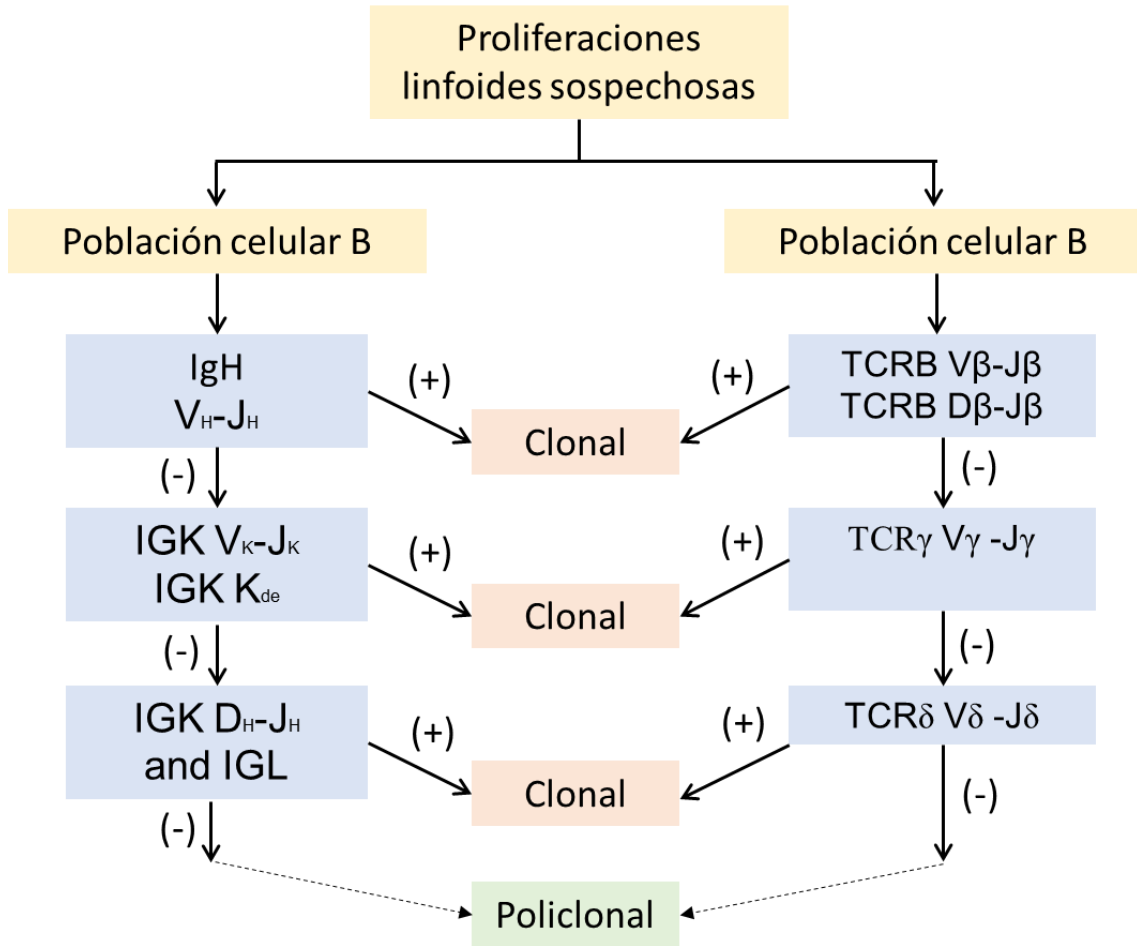 Proliferaciones
linfoides sospechosas
Población celular B
Población celular B
IgH
VH-JH
(+)
(+)
TCRB Vβ-Jβ
TCRB Dβ-Jβ
Clonal
(-)
(-)
IGK VK-JK
IGK Kde
(+)
(+)
TCRγ Vγ -Jγ
Clonal
(-)
(-)
IGK DH-JH
and IGL
(+)
(+)
TCRδ Vδ -Jδ
Clonal
(-)
(-)
Policlonal